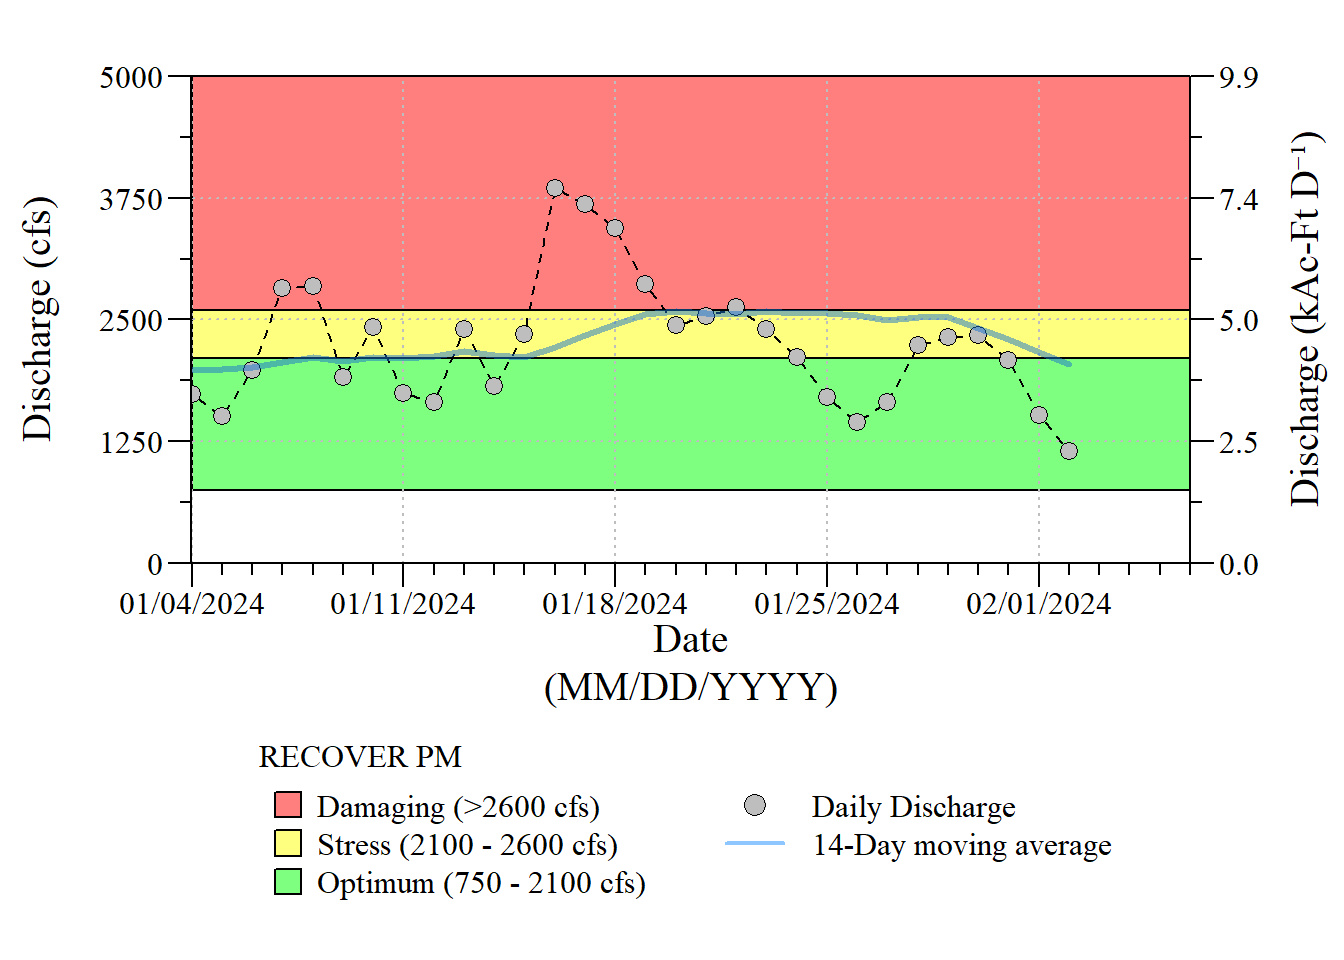 Discharge (cfs)
5000
3750
2500
1250
0
9.9
7.4
5.0
2.5
0.0
Discharge (kAc-Ft D⁻¹)
01/04/2024 01/11/2024 01/18/2024 01/25/2024 02/01/2024
Date
(MM/DD/YYYY)
RECOVER PM
Damaging (>2600 cfs)
Stress (2100 - 2600 cfs)
Optimum (750 - 2100 cfs)
Daily Discharge
14-Day moving average